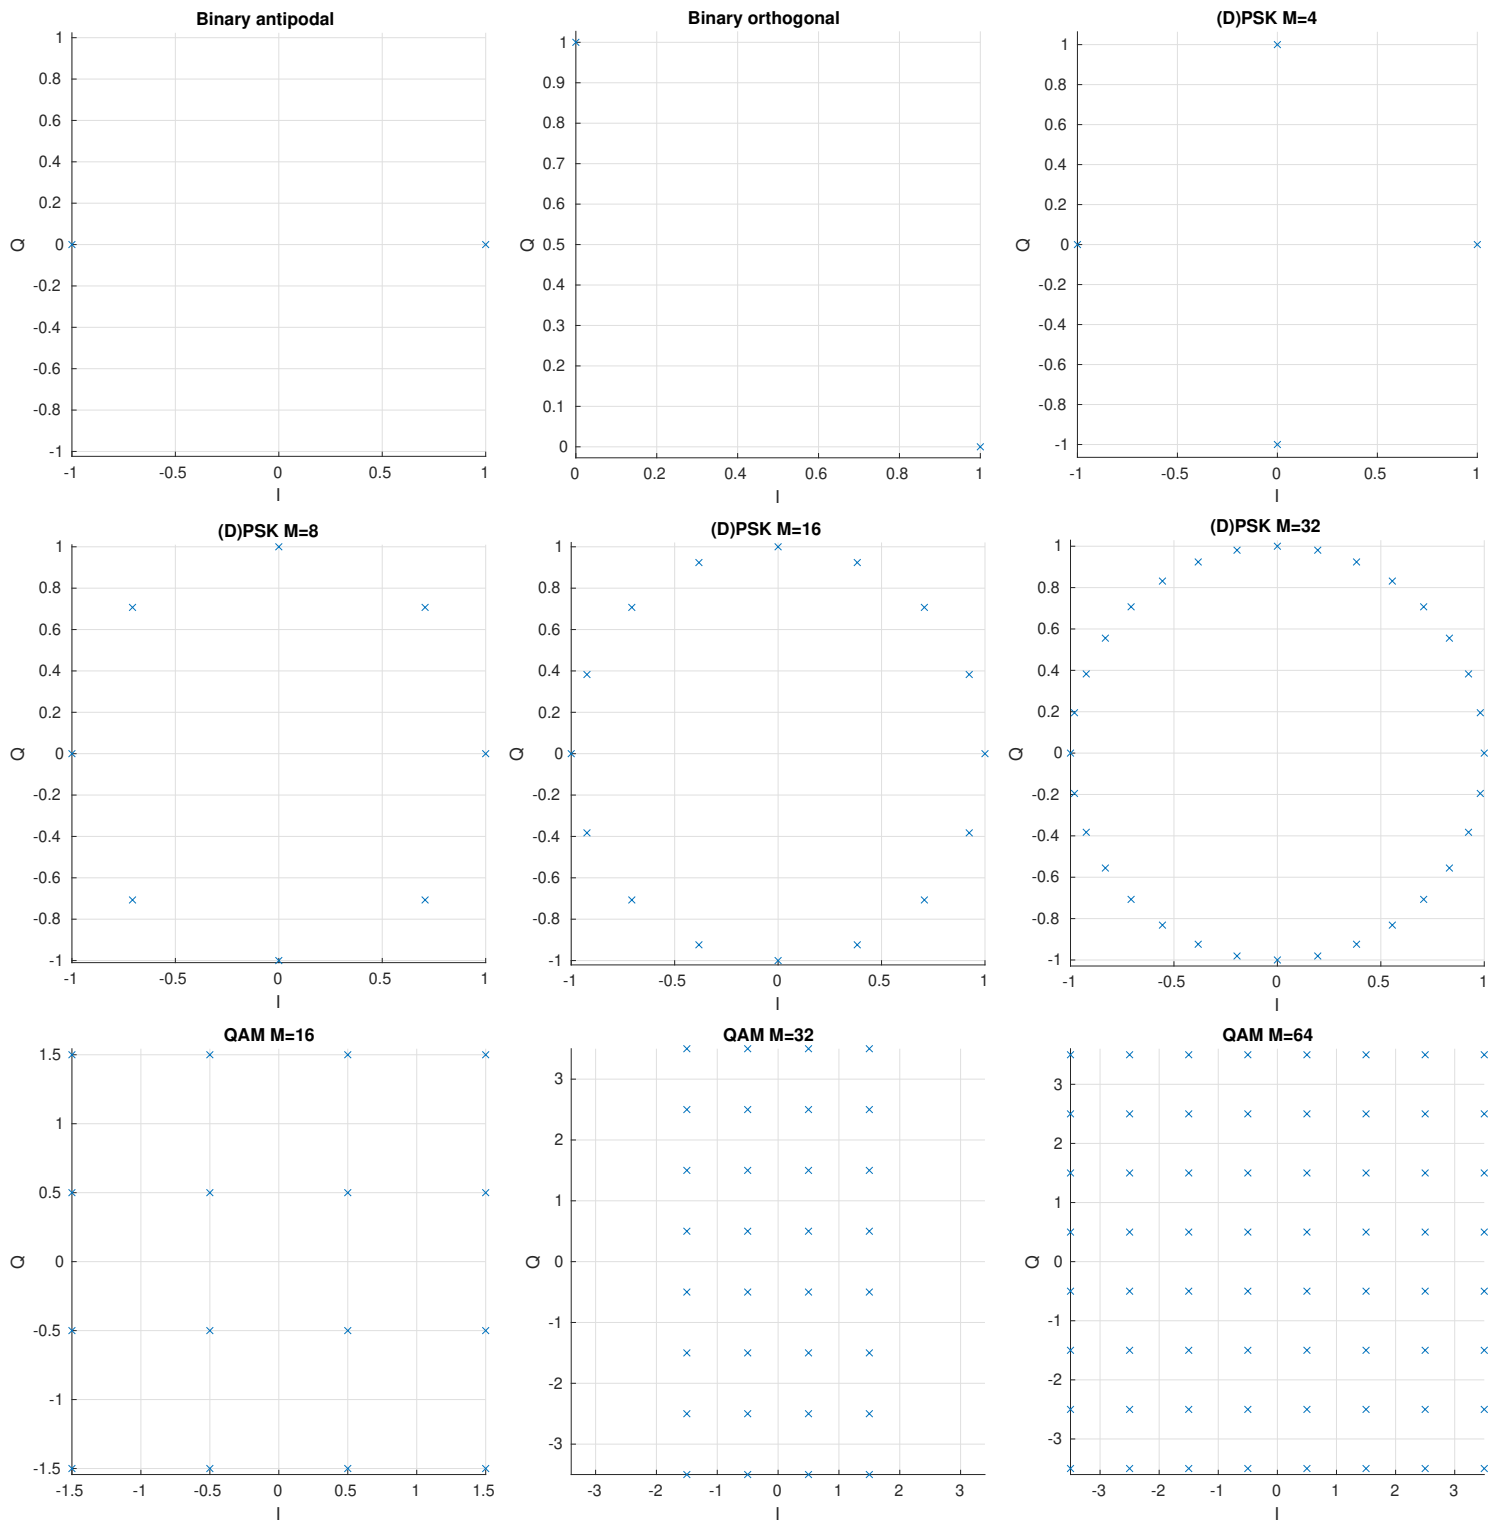 Binary antipodal
1
0.8
0.6
0.4
0.2
0
-0.2
-0.4
-0.6
-0.8
-1
Q
-1 -0.5 0 0.5 1
I
Binary orthogonal
1
0.9
0.8
0.7
0.6
0.5
0.4
0.3
0.2
0.1
0
Q
0 0.2 0.4 0.6 0.8 1
I
(D)PSK M=4
1
0.8
0.6
0.4
0.2
0
-0.2
-0.4
-0.6
-0.8
-1
Q
-1 -0.5 0 0.5 1
I
(D)PSK M=8
1
0.8
0.6
0.4
0.2
0
-0.2
-0.4
-0.6
-0.8
-1
Q
-1 -0.5 0 0.5 1
I
(D)PSK M=16
1
0.8
0.6
0.4
0.2
0
-0.2
-0.4
-0.6
-0.8
-1
Q
-1 -0.5 0 0.5 1
I
(D)PSK M=32
1
0.8
0.6
0.4
0.2
0
-0.2
-0.4
-0.6
-0.8
-1
Q
-1 -0.5 0 0.5 1
I
QAM M=16
1.5
1
0.5
0
-0.5
-1
-1.5
Q
-1.5 -1 -0.5 0 0.5 1 1.5
I
QAM M=32
3
2
1
0
-1
-2
-3
Q
-3 -2 -1 0 1 2 3
I
QAM M=64
3
2
1
0
-1
-2
-3
Q
-3 -2 -1 0 1 2 3
I